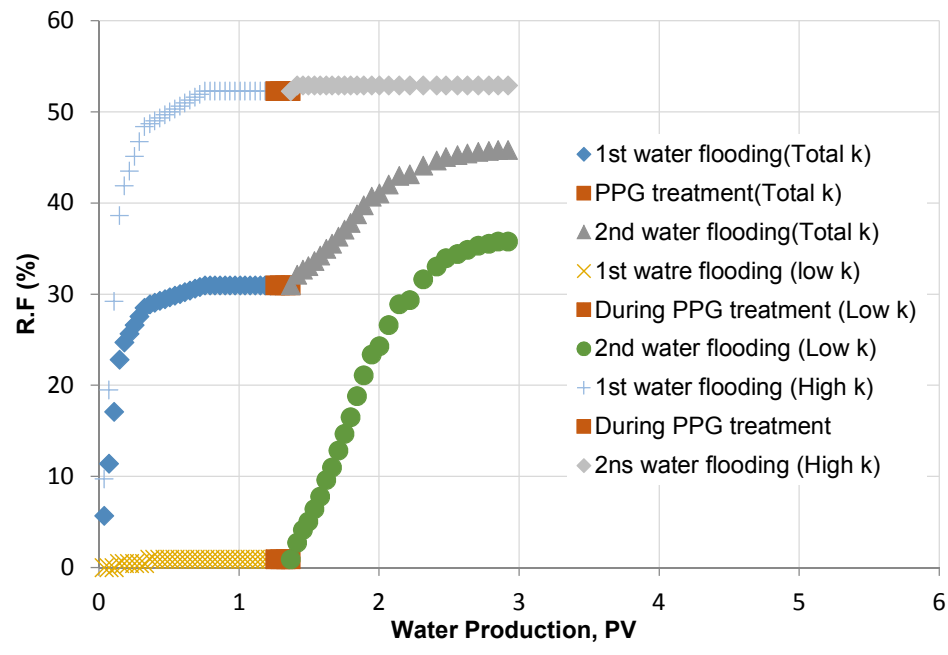 60
50
40
30
20
10
0
R.F (%)
1st water flooding(Total k)
PPG treatment(Total k)
2nd water flooding(Total k)
1st watre flooding (low k)
During PPG treatment (Low k)
2nd water flooding (Low k)
1st water flooding (High k)
During PPG treatment
2ns water flooding (High k)
0 1 2 3 4 5 6
Water Production, PV